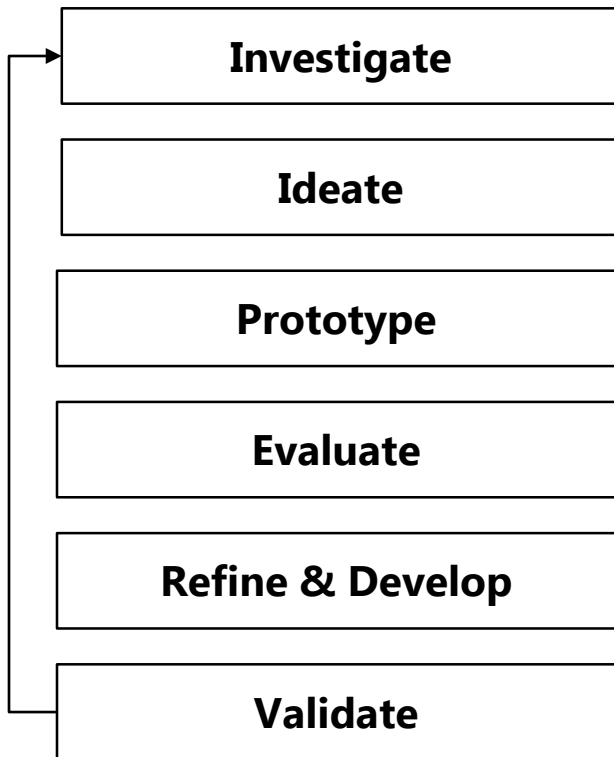 Investigate
Ideate
Prototype
Evaluate
Refine & Develop
Validate